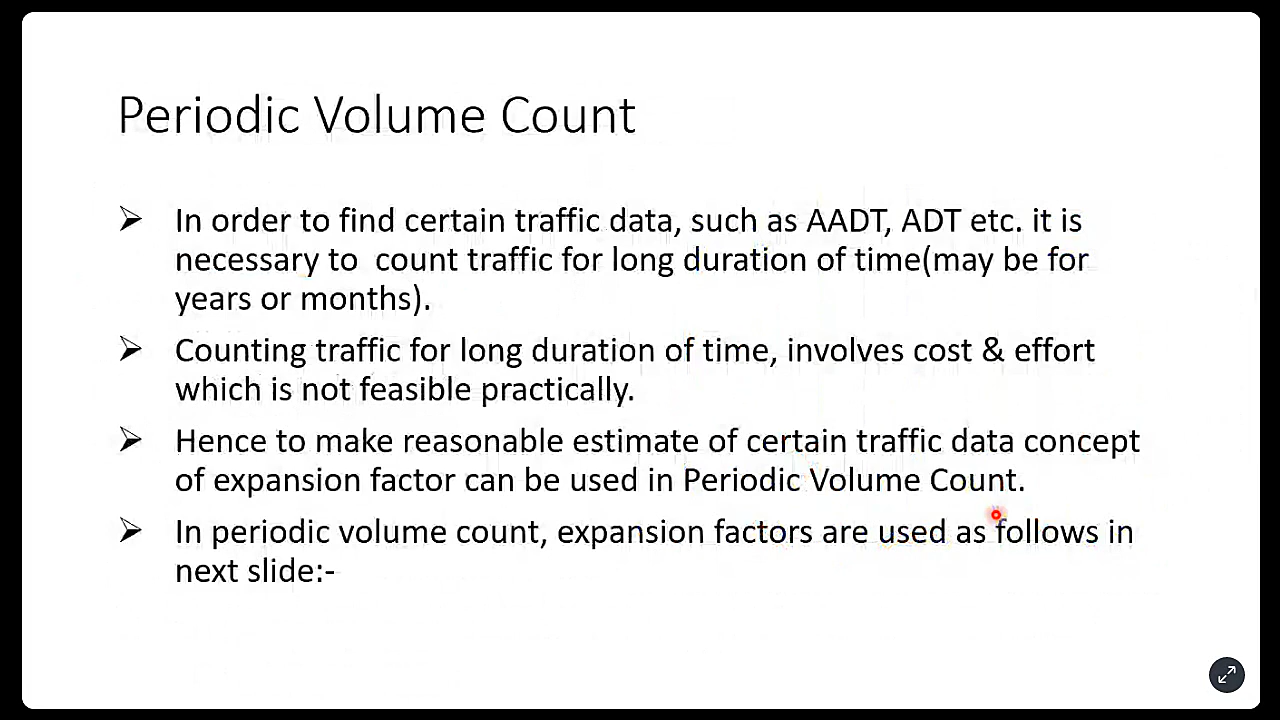 Periodic Volume Count
➢ In order to find certain traffic data, such as AADT, ADT etc. it is
necessary to  count traffic for long duration of time(may be for
years or months).
➢ Counting traffic for long duration of time, involves cost & effort
which is not feasible practically.
➢ Hence to make reasonable estimate of certain traffic data concept
of expansion factor can be used in Periodic Volume Count.
➢ In periodic volume count, expansion factors are used as follows in
next slide:-